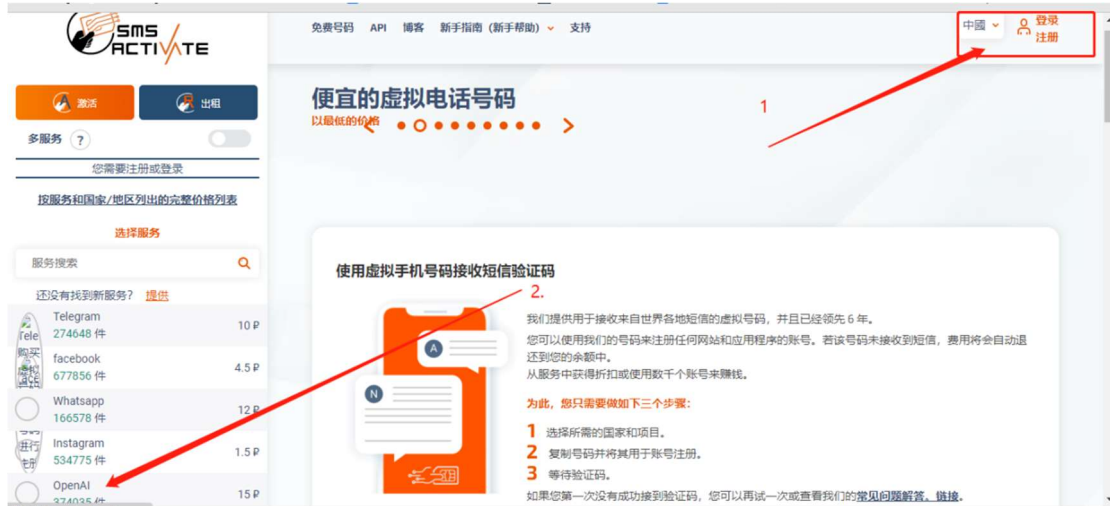 SMS
ACTIVATE
免费号码 API 博客 新手指南（新手帮助） 支持
中國
登录
注册
激活
出租
多服务 ?
您需要注册或登录
按服务和国家/地区列出的完整价格列表
选择服务
服务搜索
还没有找到新服务? 提供
Telegram
274648 件
10 ₽
facebook
677856 件
4.5 ₽
Whatsapp
166578 件
12 ₽
Instagram
534775 件
1.5 ₽
OpenAI
374035 件
15 ₽
便宜的虚拟电话号码
以最低的价格
1
使用虚拟手机号码接收短信验证码
2.
A
N
我们提供用于接收来自世界各地短信的虚拟号码，并且已经领先 6 年。
您可以使用我们的号码来注册任何网站和应用程序的账号。若该号码未接收到短信，费用将会自动退
还到您的余额中。
从服务中获得折扣或使用数千个账号来赚钱。
为此，您只需要做如下三个步骤：
1 选择所需的国家和项目。
2 复制号码并将其用于账号注册。
3 等待验证码。
如果您第一次没有成功接到验证码，您可以再试一次或查看我们的常见问题解答。链接.